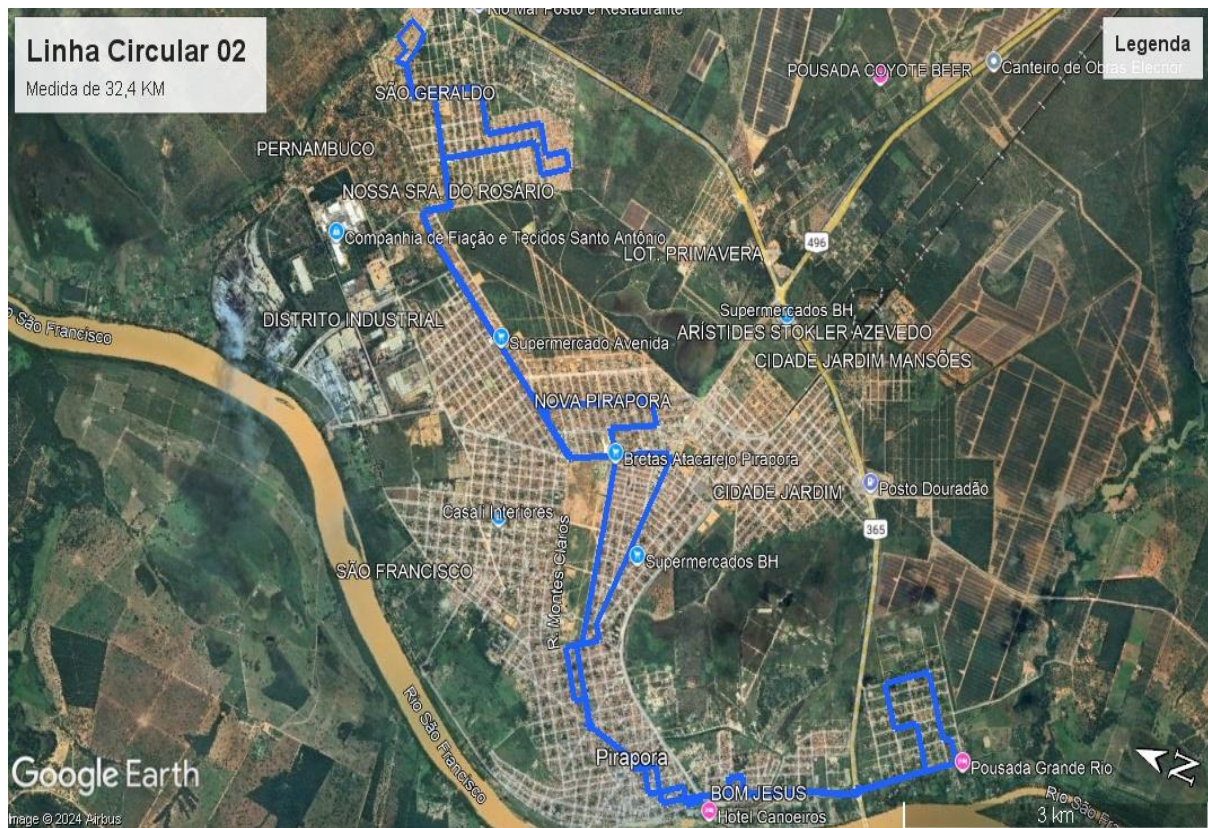 Rio Mar Posto e Restaurante
Linha Circular 02
Medida de 32,4 KM
Legenda
POUSADA COYOTE BEER
Canteiro de Obras Elecnor
SÃO GERALDO
PERNAMBUCO
NOSSA SRA. DO ROSÁRIO
Companhia de Fiação e Tecidos Santo Antônio
LOT. PRIMAVERA
496
Supermercados BH
DISTRITO INDUSTRIAL
o São Francisco
Supermercado Avenida
ARÍSTIDES STOKLER AZEVEDO
CIDADE JARDIM MANSÕES
NOVA PIRAPORA
Bretas Atacarejo Pirapora
CIDADE JARDIM
Posto Douradão
Casali Interiores
365
R. Montes Claros
SÃO FRANCISCO
Supermercados BH
Rio São Francisco
Pirapora
N
Google Earth
Pousada Grande Rio
BOM JESUS
Rio São Fra
Hotel Canoeiros
3 km
Image © 2024 Airbus